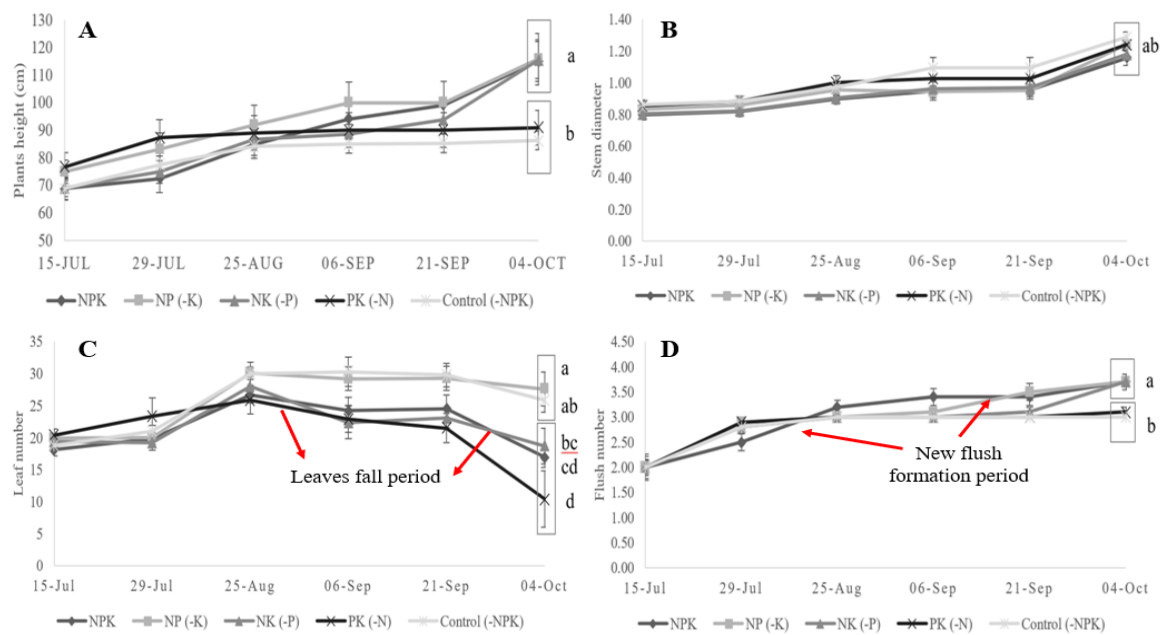 A
Plants height (cm)
130
120
110
100
90
80
70
60
50
a
b
15-JUL 29-JUL 25-AUG 06-SEP 21-SEP 04-OCT
NPK NP (-K) NK (-P) PK (-N) Control (-NPK)
B
Stem diameter
1.40
1.20
1.00
0.80
0.60
0.40
0.20
0.00
ab
15-Jul 29-Jul 25-Aug 06-Sep 21-Sep 04-Oct
NPK NP (-K) NK (-P) PK (-N) Control (-NPK)
C
Leaf number
35
30
25
20
15
10
5
0
a
ab
bc
cd
d
Leaves fall period
15-Jul 29-Jul 25-Aug 06-Sep 21-Sep 04-Oct
NPK NP (-K) NK (-P) PK (-N) Control (-NPK)
D
Flush number
4.50
4.00
3.50
3.00
2.50
2.00
1.50
1.00
0.50
0.00
a
b
New flush
formation period
15-Jul 29-Jul 25-Aug 06-Sep 21-Sep 04-Oct
NPK NP (-K) NK (-P) PK (-N) Control (-NPK)